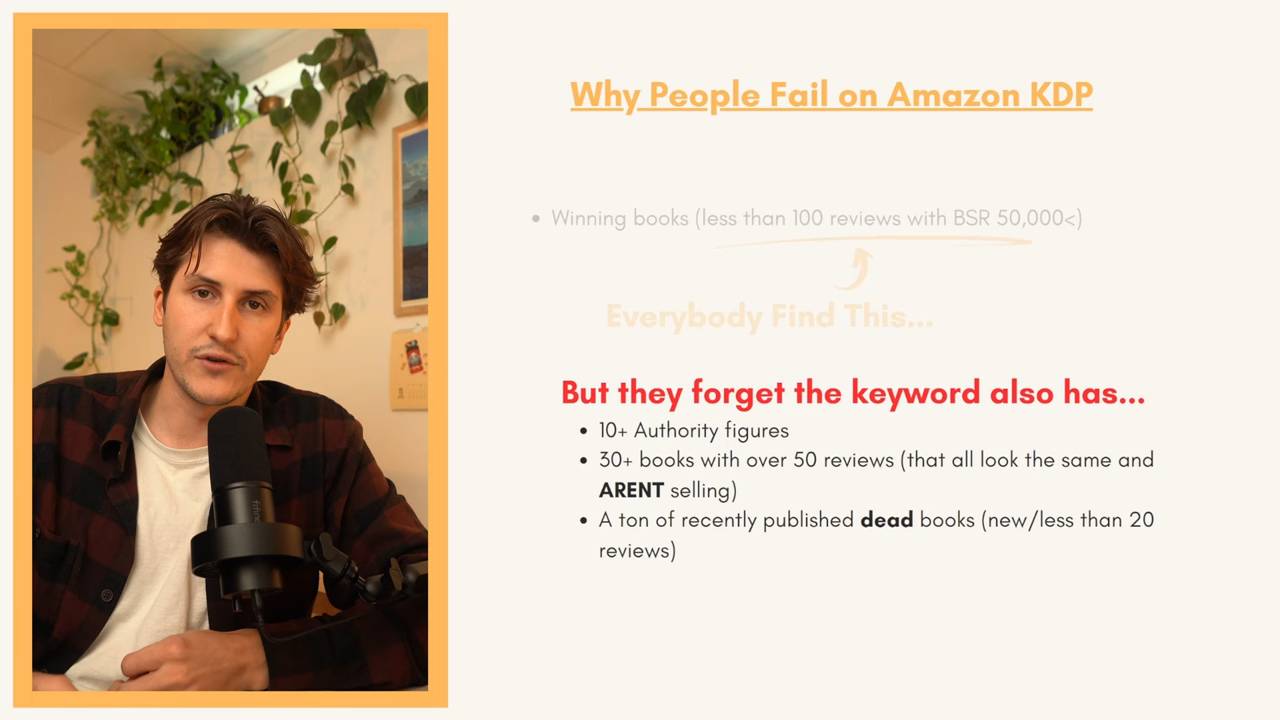 Why People Fail on Amazon KDP
• Winning books (less than 100 reviews with BSR 50,000<)
Everybody Find This...
But they forget the keyword also has...
• 10+ Authority figures
• 30+ books with over 50 reviews (that all look the same and
ARENT selling)
• A ton of recently published dead books (new/less than 20
reviews)